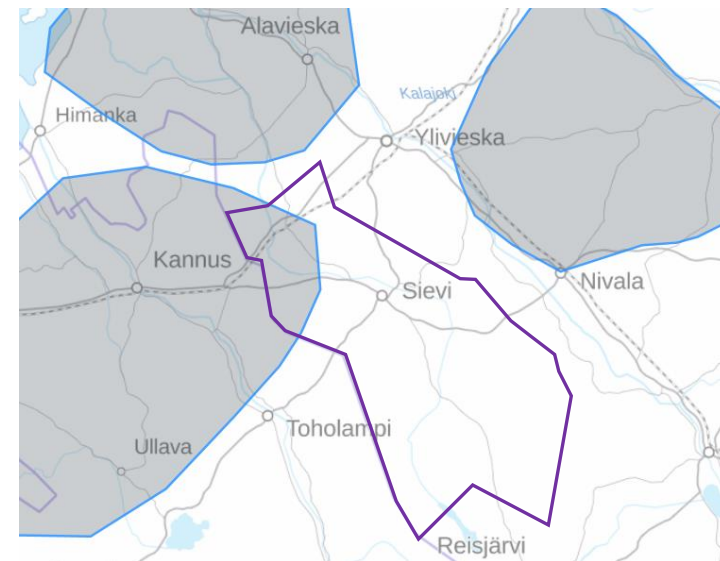 Alavieska
Kalajoki
Himanka
Ylivieska
Kannus
Nivala
Sievi
Toholampi
Ullava
Reisjärvi